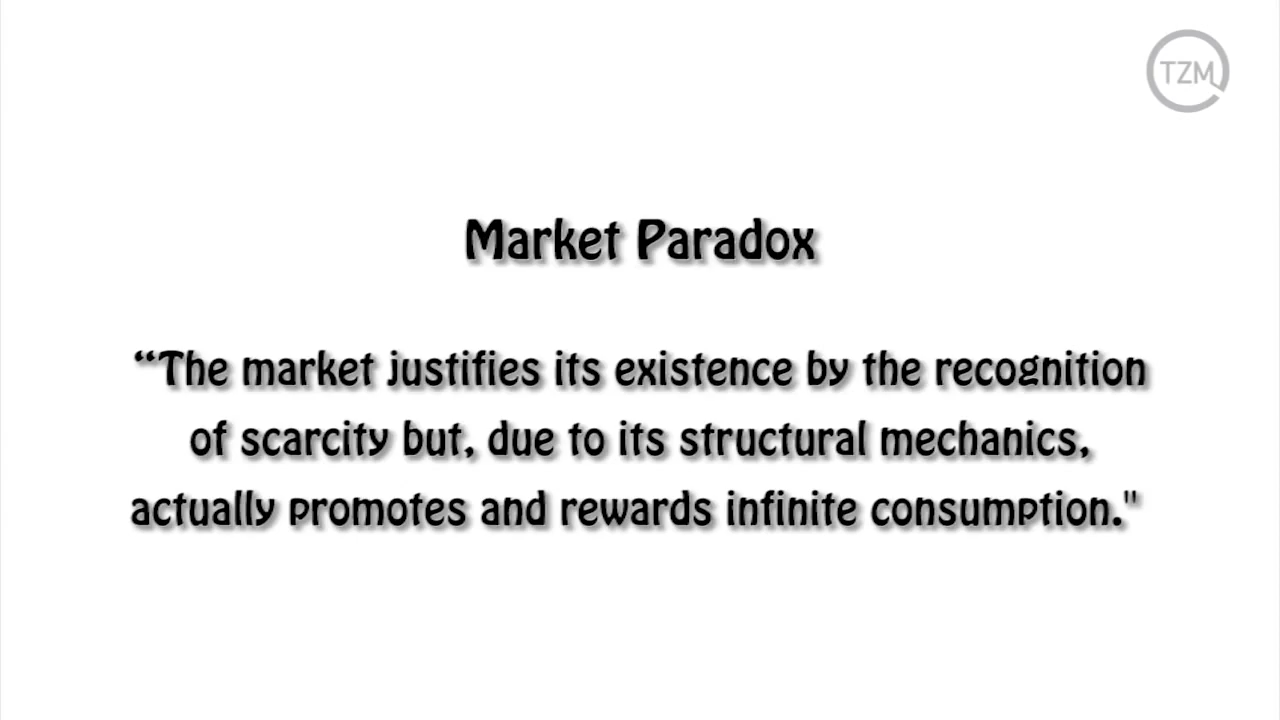 TZM
Market Paradox
“The market justifies its existence by the recognition
of scarcity but, due to its structural mechanics,
actually promotes and rewards infinite consumption."